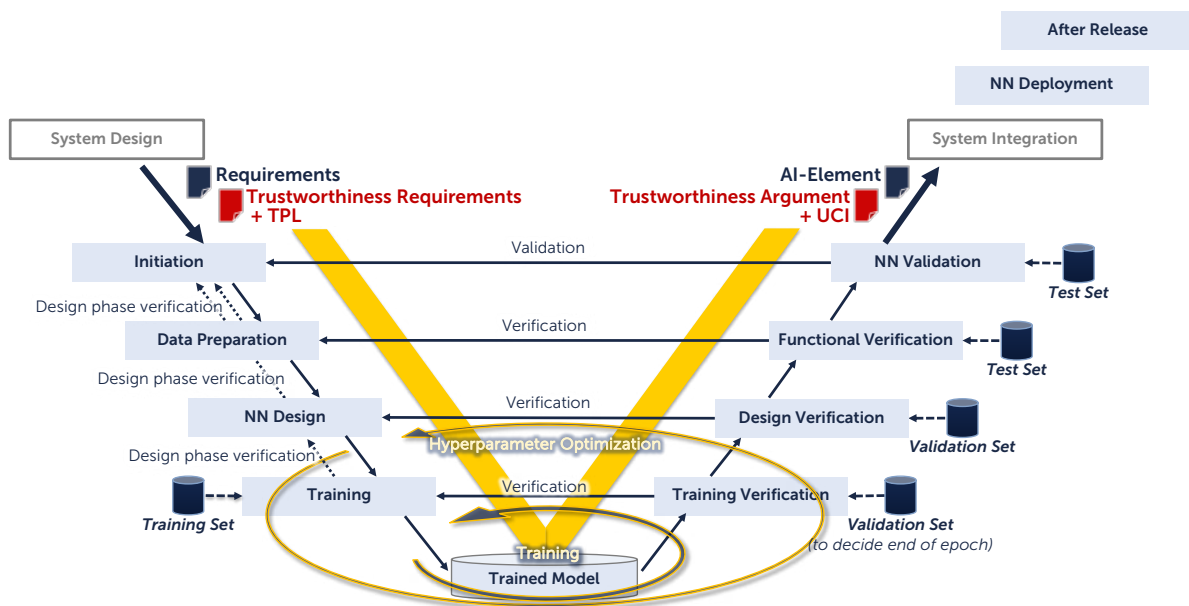 After Release
NN Deployment
System Design
System Integration
Requirements
Trustworthiness Requirements
+ TPL
AI-Element
Trustworthiness Argument
+ UCI
Initiation
Validation
NN Validation
Test Set
Design phase verification
Data Preparation
Verification
Functional Verification
Test Set
Design phase verification
NN Design
Verification
Design Verification
Validation Set
Hyperparameter Optimization
Design phase verification
Training
Verification
Training Verification
Training Set
Validation Set
(to decide end of epoch)
Training
Trained Model